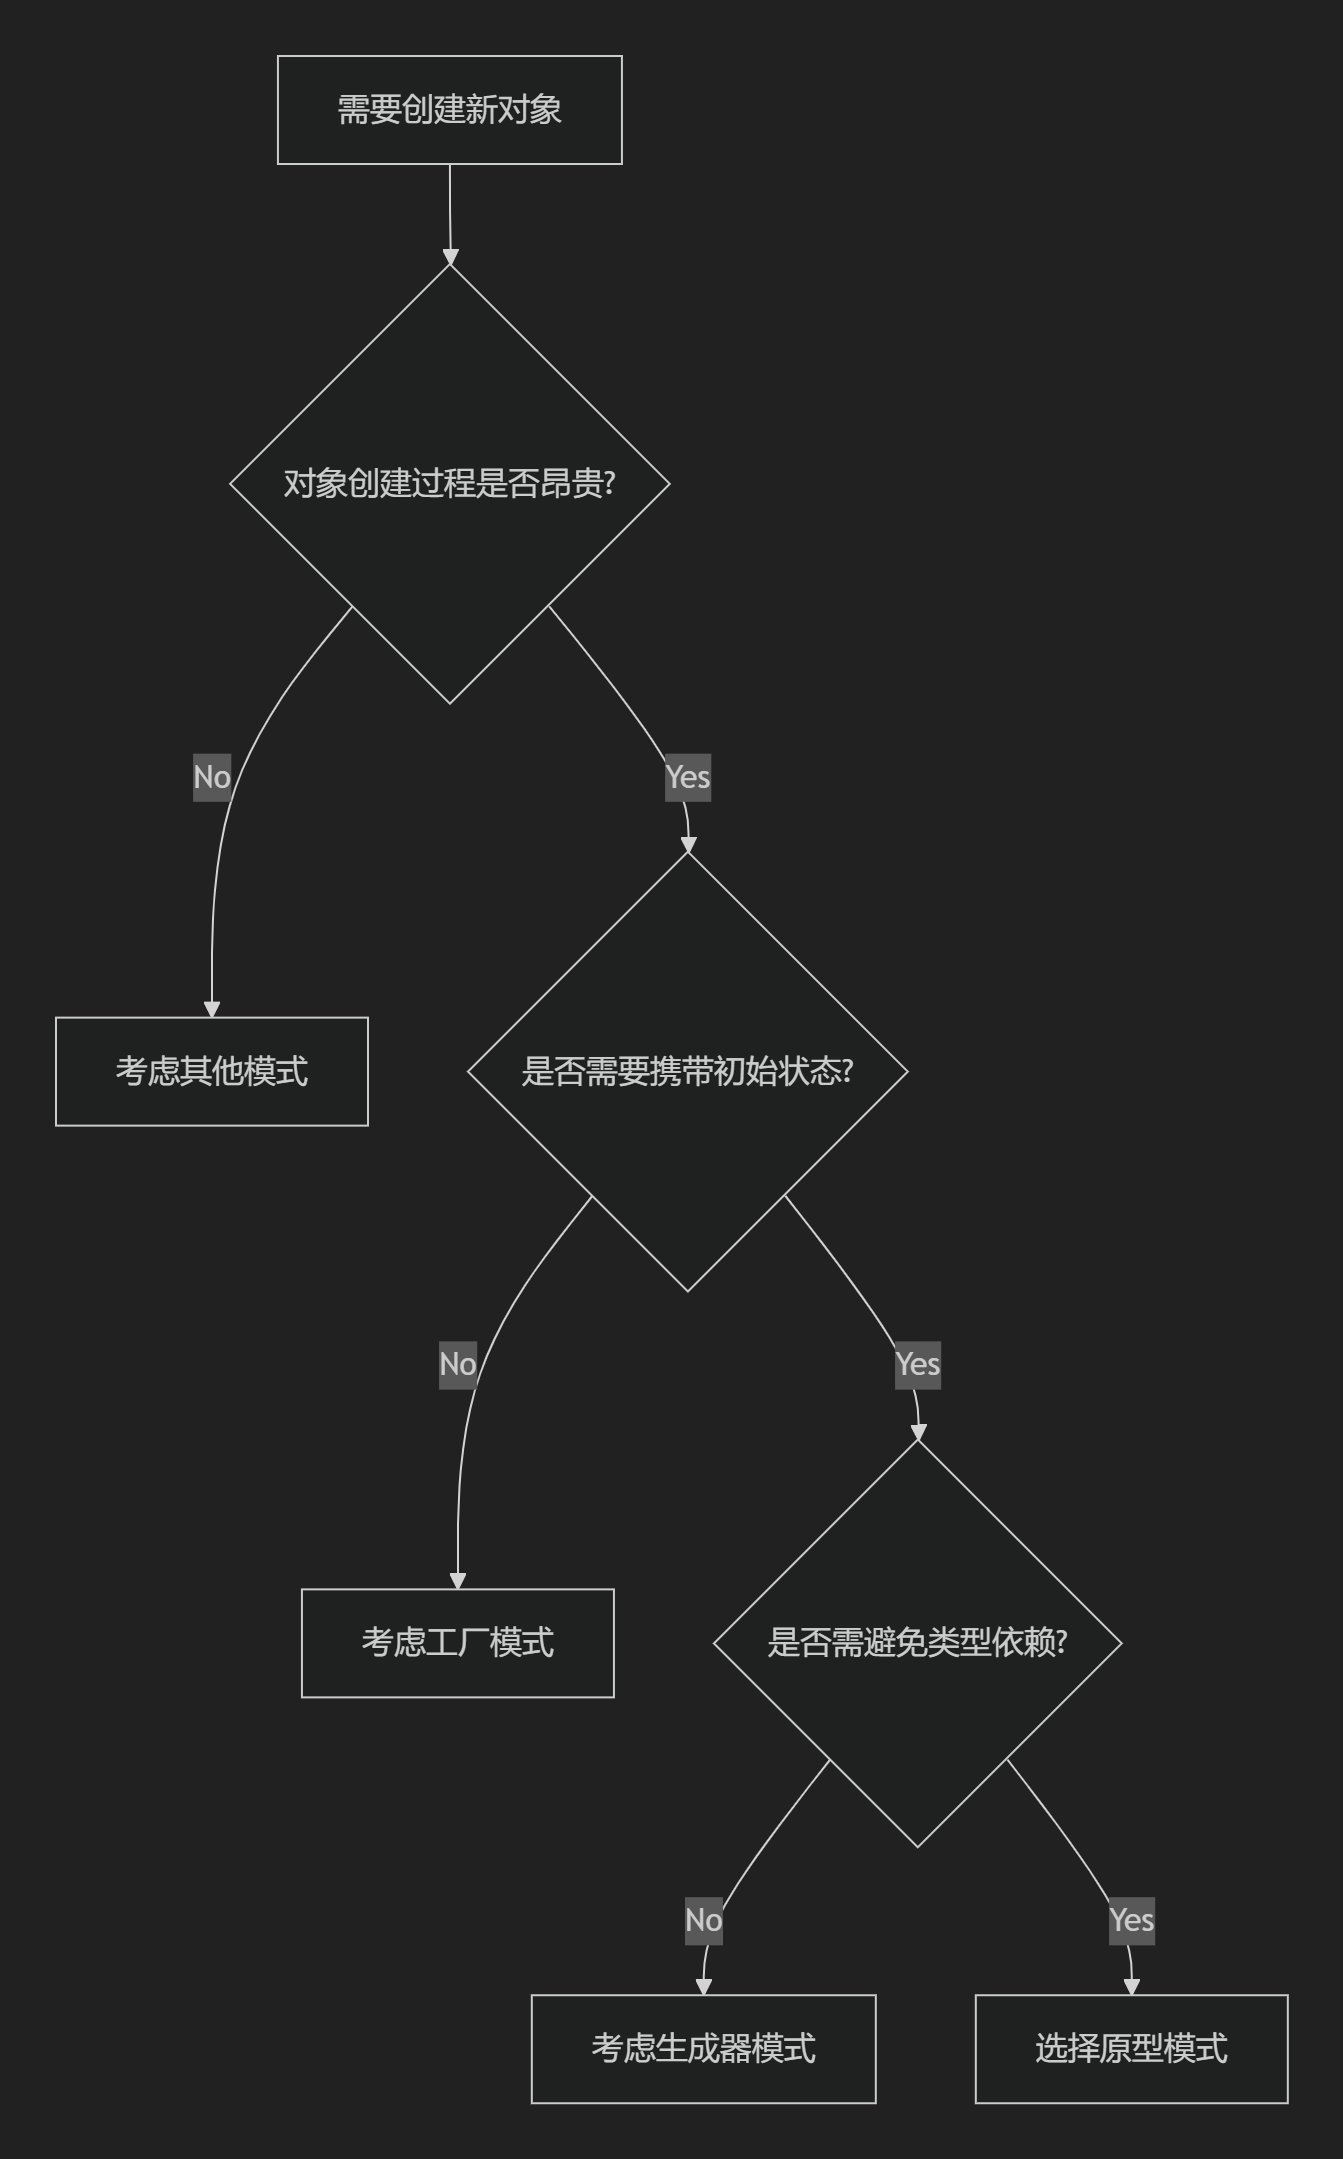 需要创建新对象
对象创建过程是否昂贵?
No
Yes
考虑其他模式
是否需要携带初始状态?
No
Yes
考虑工厂模式
是否需避免类型依赖?
No
Yes
考虑生成器模式
选择原型模式